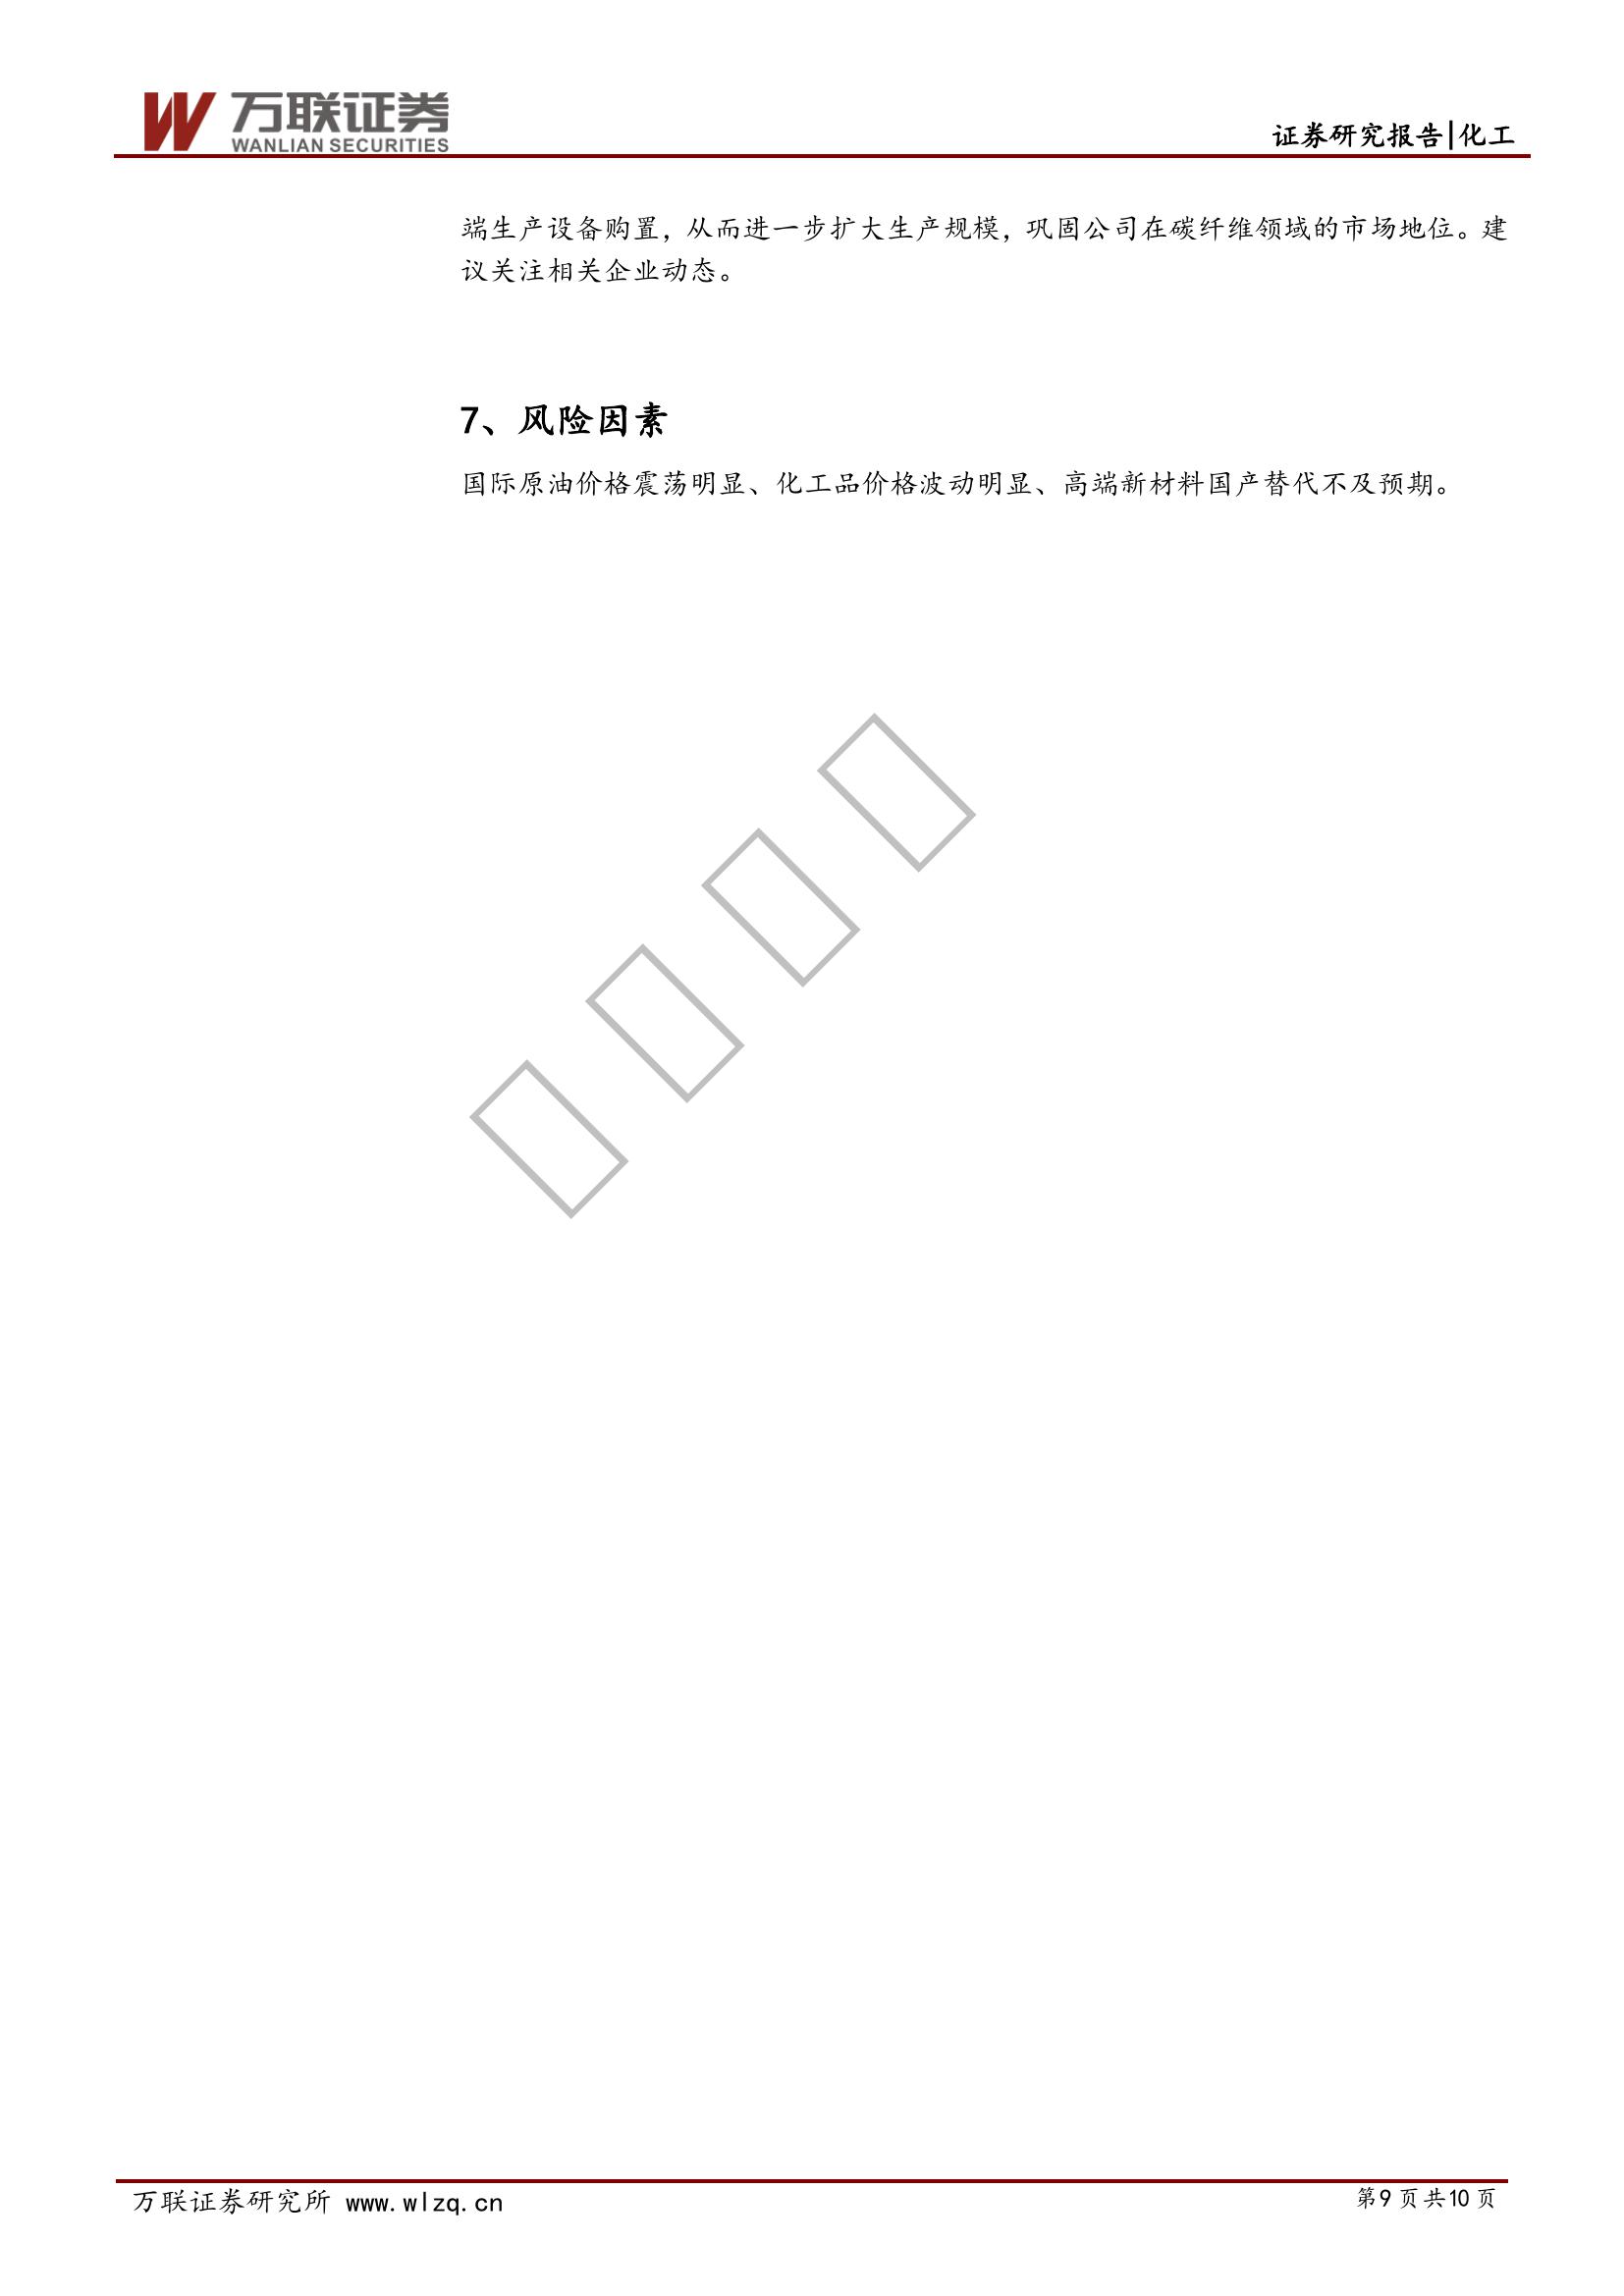 万联证券
WANLIAN SECURITIES
证券研究报告|化工
端生产设备购置，从而进一步扩大生产规模，巩固公司在碳纤维领域的市场地位。建
议关注相关企业动态。
7、风险因素
国际原油价格震荡明显、化工品价格波动明显、高端新材料国产替代不及预期。
万联证券研究所 www.wlzq.cn
第9页共10页